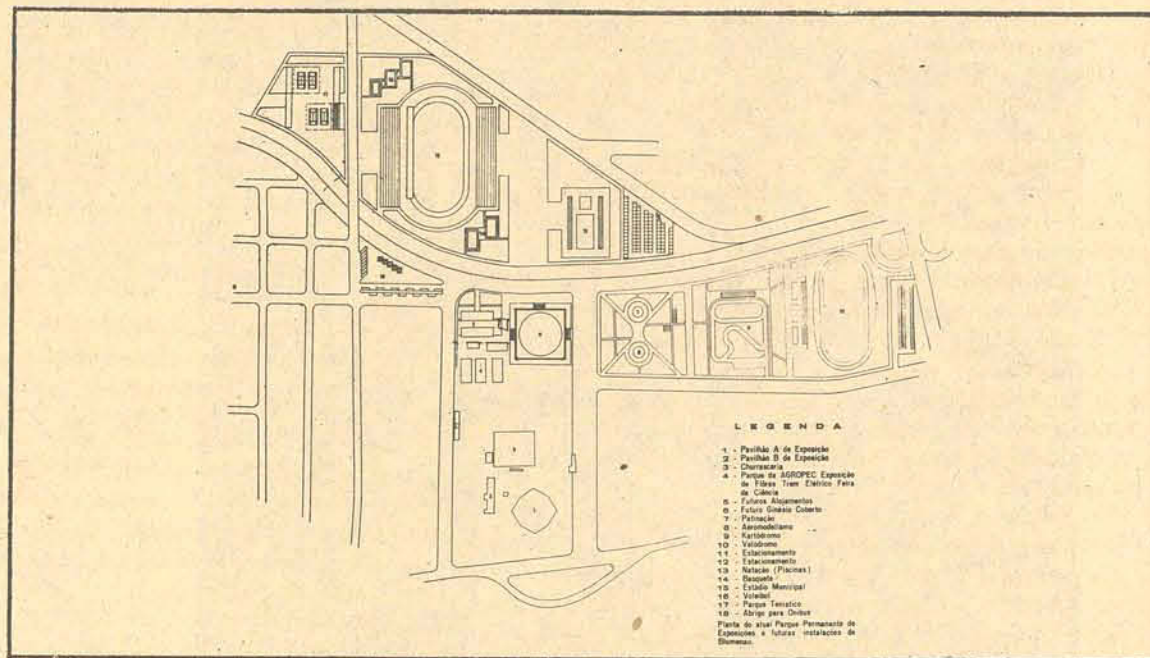 LEGENDA
1 - Pavilhão A de Exposição
2 - Pavilhão B de Exposição
3 - Churrascaria
4 - Parque da AGROPEC Exposição
de Flôres Trem Elétrico Feira
da Ciência
5 - Futuros Alojamentos
6 - Futuro Ginásio Coberto
7 - Patinação
8 - Aeromodelismo
9 - Kartódromo
10 - Velódromo
11 - Estacionamento
12 - Estacionamento
13 - Natação (Piscinas)
14 - Basquete
15 - Estádio Municipal
16 - Voleibol
17 - Parque
18 - Abrigo para Ônibus
Planta do atual Parque Permanente de
Exposições e futuras instalações de
Blumenau.